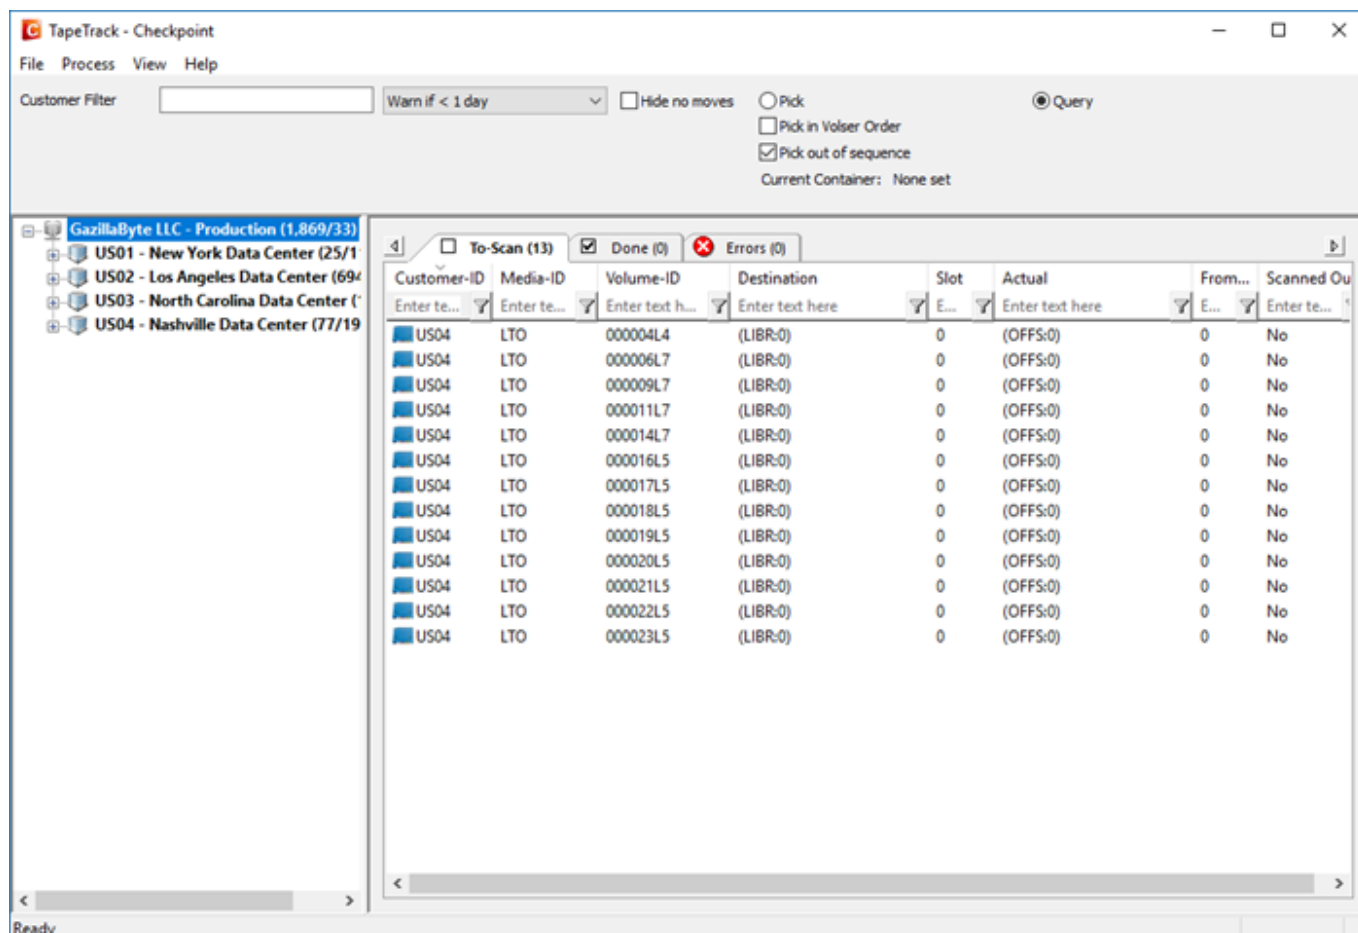 TapeTrack - Checkpoint
File Process View Help
Customer Filter Warn if < 1 day Hide no moves Pick Query
Pick in Volser Order
Pick out of sequence
Current Container: None set
GazillaByte LLC - Production (1,869/33)
US01 - New York Data Center (25/1
US02 - Los Angeles Data Center (694
US03 - North Carolina Data Center (
US04 - Nashville Data Center (77/19
To-Scan (13) Done (0) Errors (0)
Customer-ID Media-ID Volume-ID Destination Slot Actual From... Scanned Ou
Enter te... Enter te... Enter text h... Enter text here E... Enter text here E... Enter te...
US04 LTO 000004L4 (LIBR:0) 0 (OFFS:0) 0 No
US04 LTO 000006L7 (LIBR:0) 0 (OFFS:0) 0 No
US04 LTO 000009L7 (LIBR:0) 0 (OFFS:0) 0 No
US04 LTO 000011L7 (LIBR:0) 0 (OFFS:0) 0 No
US04 LTO 000014L7 (LIBR:0) 0 (OFFS:0) 0 No
US04 LTO 000016L5 (LIBR:0) 0 (OFFS:0) 0 No
US04 LTO 000017L5 (LIBR:0) 0 (OFFS:0) 0 No
US04 LTO 000018L5 (LIBR:0) 0 (OFFS:0) 0 No
US04 LTO 000019L5 (LIBR:0) 0 (OFFS:0) 0 No
US04 LTO 000020L5 (LIBR:0) 0 (OFFS:0) 0 No
US04 LTO 000021L5 (LIBR:0) 0 (OFFS:0) 0 No
US04 LTO 000022L5 (LIBR:0) 0 (OFFS:0) 0 No
US04 LTO 000023L5 (LIBR:0) 0 (OFFS:0) 0 No
Ready